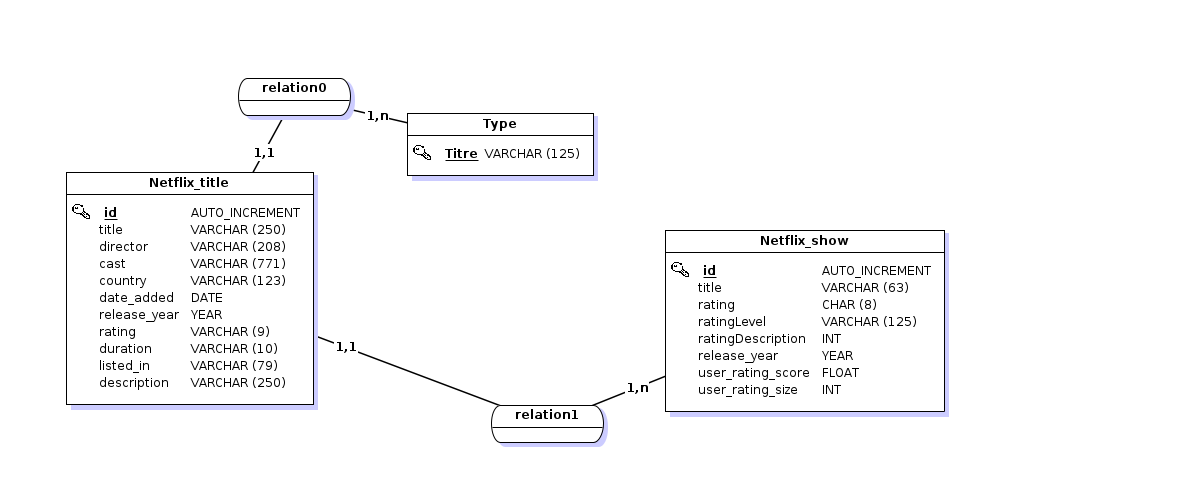 relation0
1,n
Type
Titre VARCHAR (125)
1,1
Netflix_title
id AUTO_INCREMENT
title VARCHAR (250)
director VARCHAR (208)
cast VARCHAR (771)
country VARCHAR (123)
date_added DATE
release_year YEAR
rating VARCHAR (9)
duration VARCHAR (10)
listed_in VARCHAR (79)
description VARCHAR (250)
Netflix_show
id AUTO_INCREMENT
title VARCHAR (63)
rating CHAR (8)
ratingLevel VARCHAR (125)
ratingDescription INT
release_year YEAR
user_rating_score FLOAT
user_rating_size INT
1,1
1,n
relation1